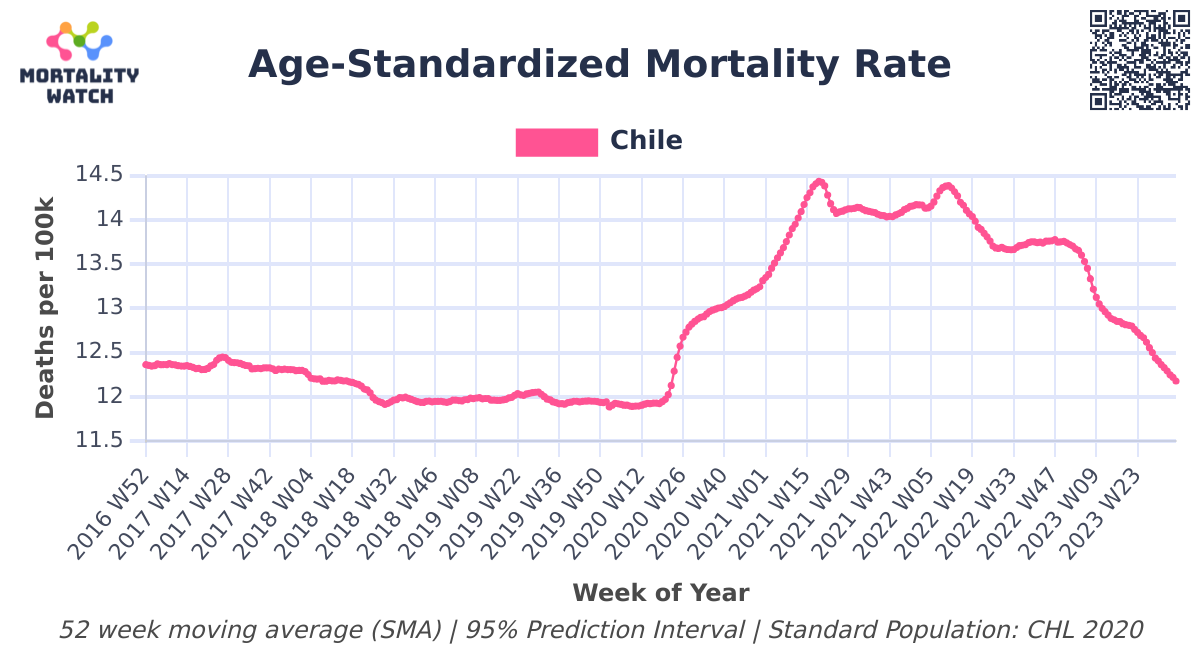 MORTALITY
WATCH
Age-Standardized Mortality Rate
Chile
Deaths per 100k
14.5
14
13.5
13
12.5
12
11.5
2016 W52
2017 W14
2017 W28
2017 W42
2018 W04
2018 W18
2018 W32
2018 W46
2019 W08
2019 W22
2019 W36
2019 W50
2020 W12
2020 W26
2020 W40
2021 W01
2021 W15
2021 W29
2021 W43
2022 W05
2022 W19
2022 W33
2022 W47
2023 W09
2023 W23
Week of Year
52 week moving average (SMA) | 95% Prediction Interval | Standard Population: CHL 2020